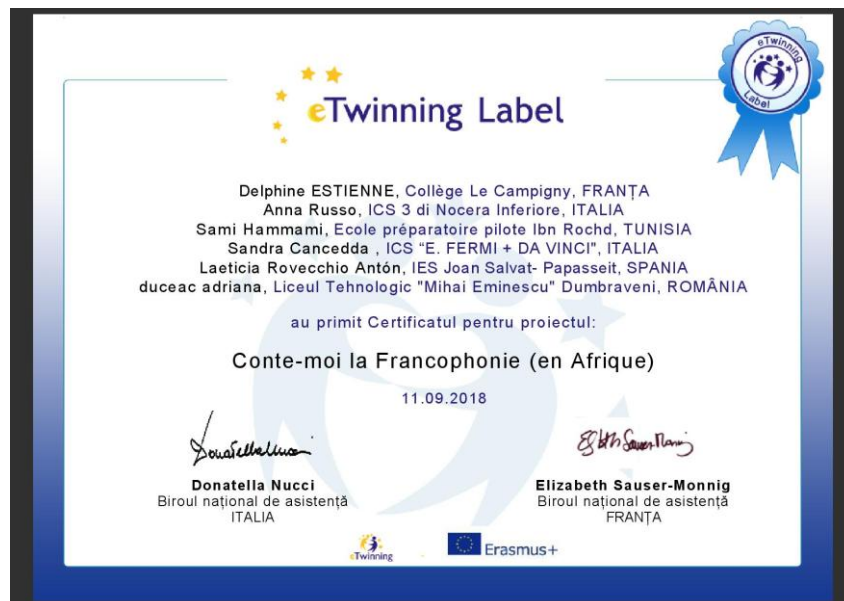 eTwinning
Label
eTwinning Label
Delphine ESTIENNE, Collège Le Campigny, FRANȚA
Anna Russo, ICS 3 di Nocera Inferiore, ITALIA
Sami Hammami, Ecole préparatoire pilote Ibn Rochd, TUNISIA
Sandra Cancedda , ICS “E. FERMI + DA VINCI", ITALIA
Laeticia Rovecchio Antón, IES Joan Salvat- Papasseit, SPANIA
duceac adriana, Liceul Tehnologic "Mihai Eminescu" Dumbraveni, ROMÂNIA
au primit Certificatul pentru proiectul:
Conte-moi la Francophonie (en Afrique)
11.09.2018
Donatella Nucci
Biroul național de asistență
ITALIA
Elizabeth Sauser-Monnig
Biroul național de asistență
FRANȚA
eTwinning
Erasmus+